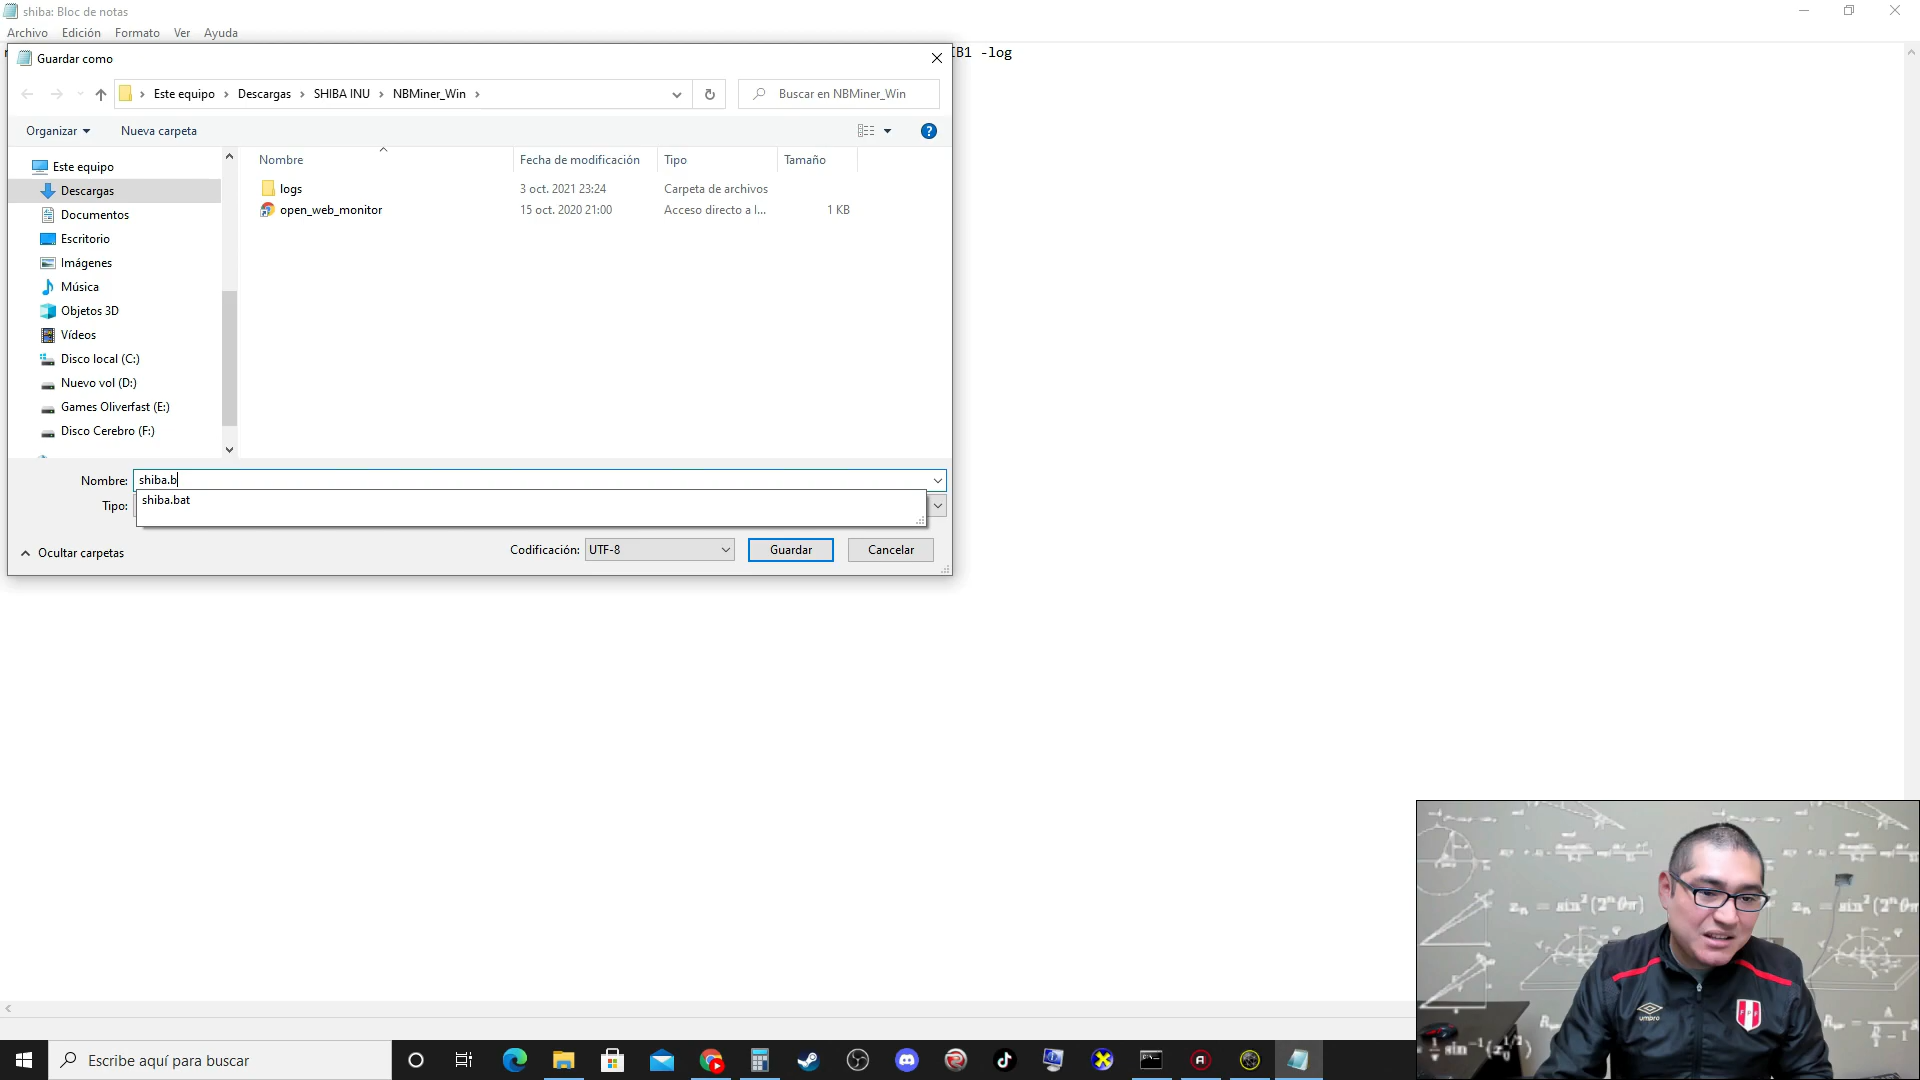 shiba: Bloc de notas
Archivo Edición Formato Ver Ayuda
IB1 -log
Guardar como
Este equipo > Descargas > SHIBA INU > NBMiner_Win >
Buscar en NBMiner_Win
Organizar Nueva carpeta
?
Este equipo
Descargas
Documentos
Escritorio
Imágenes
Música
Objetos 3D
Vídeos
Disco local (C:)
Nuevo vol (D:)
Games Oliverfast (E:)
Disco Cerebro (F:)
Nombre Fecha de modificación Tipo Tamaño
logs 3 oct. 2021 23:24 Carpeta de archivos
open_web_monitor 15 oct. 2020 21:00 Acceso directo a I... 1 KB
Nombre: shiba.b
shiba.bat
Tipo:
Ocultar carpetas
Codificación: UTF-8 Guardar Cancelar
umbro
FPF
Escribe aquí para buscar